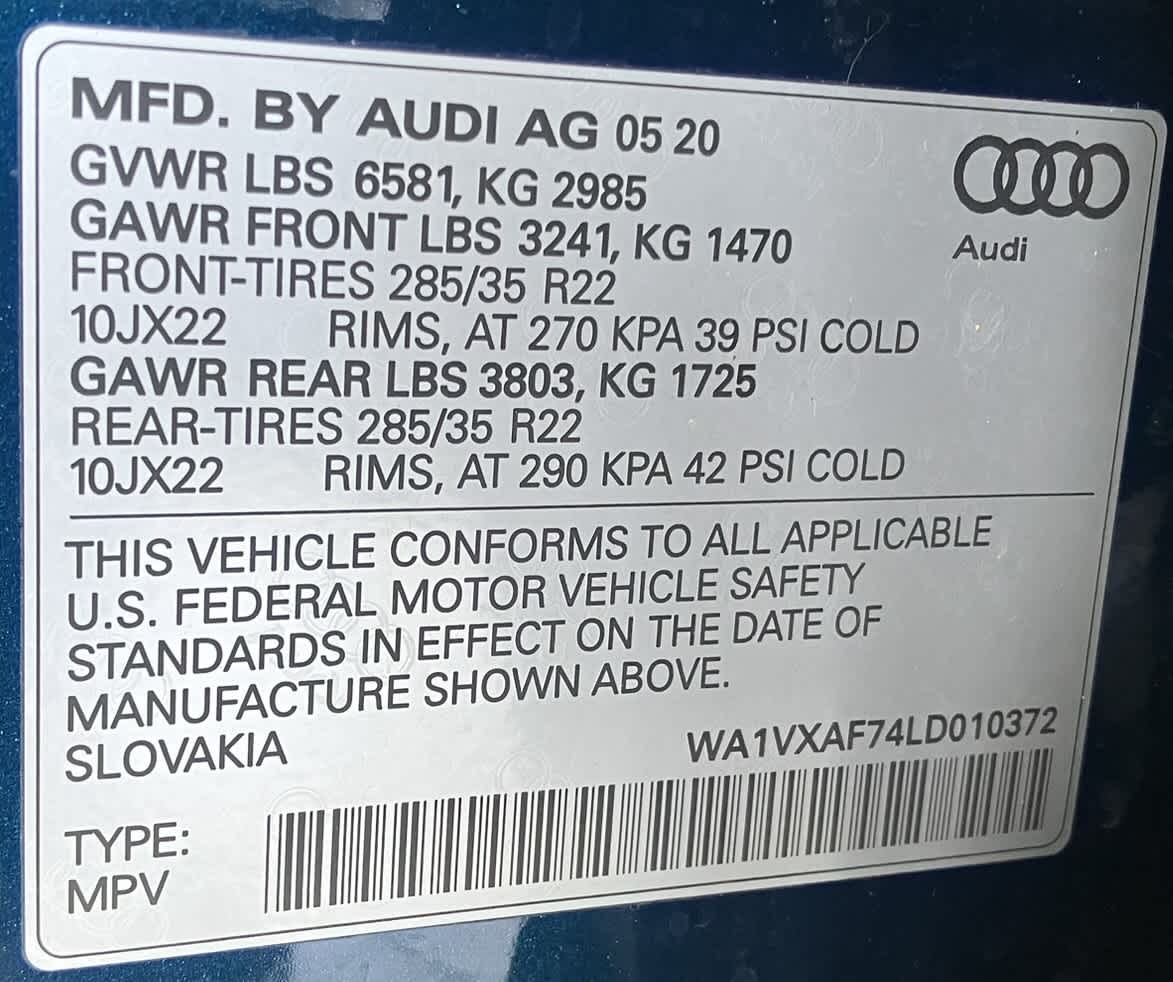 MFD. BY AUDI AG 05 20
GVWR LBS 6581, KG 2985
GAWR FRONT LBS 3241, KG 1470
FRONT-TIRES 285/35 R22
10JX22 RIMS, AT 270 KPA 39 PSI COLD
GAWR REAR LBS 3803, KG 1725
REAR-TIRES 285/35 R22
10JX22 RIMS, AT 290 KPA 42 PSI COLD
Audi
THIS VEHICLE CONFORMS TO ALL APPLICABLE
U.S. FEDERAL MOTOR VEHICLE SAFETY
STANDARDS IN EFFECT ON THE DATE OF
MANUFACTURE SHOWN ABOVE.
SLOVAKIA
WA1VXAF74LD010372
TYPE:
MPV